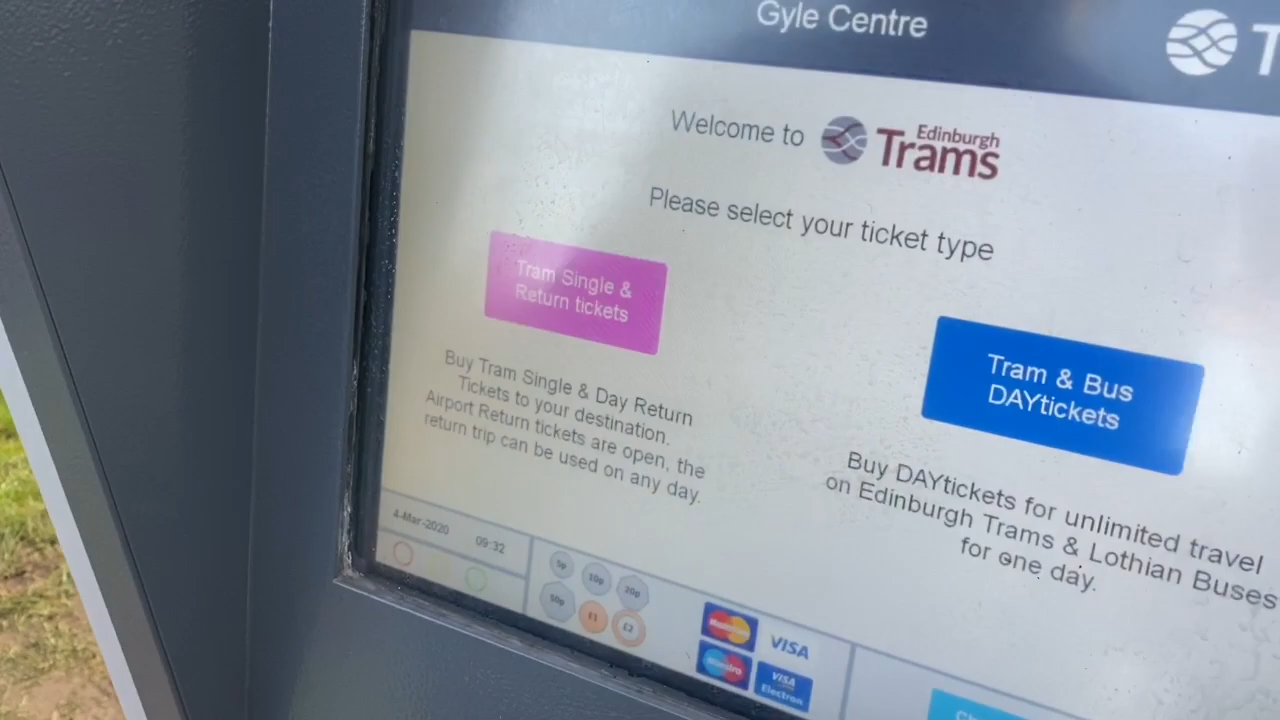 Gyle Centre
Welcome to Edinburgh Trams
Please select your ticket type
Tram Single &
Return tickets
Buy Tram Single & Day Return
Tickets to your destination.
Airport Return tickets are open, the
return trip can be used on any day.
Tram & Bus
DAYtickets
Buy DAYtickets for unlimited travel
on Edinburgh Trams & Lothian Buses
for one day.
4-Mar-2020 09:32
5p 10p 20p
50p £1 £2
MasterCard VISA
Maestro VISA Electron